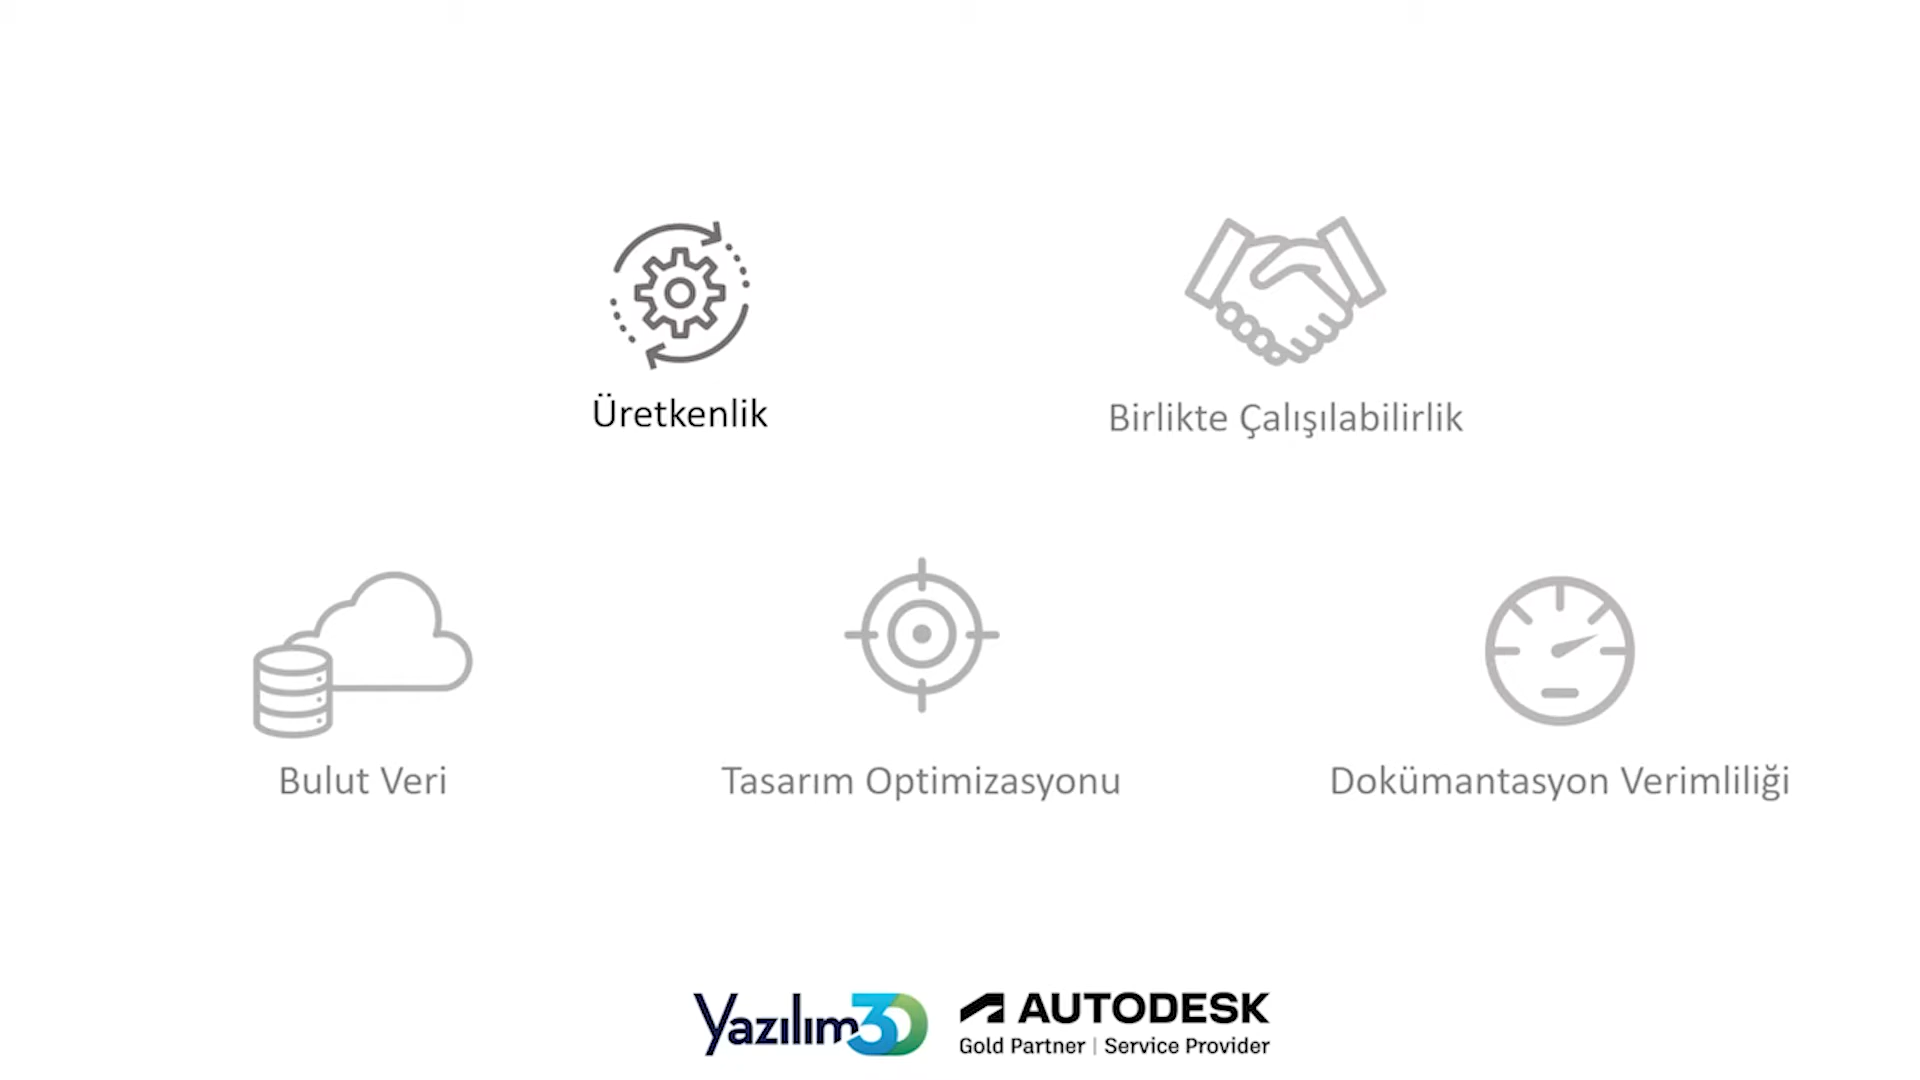 Üretkenlik
Birlikte Çalışılabilirlik
Bulut Veri
Tasarım Optimizasyonu
Dokümantasyon Verimliliği
Yazılım3D
AUTODESK
Gold Partner | Service Provider